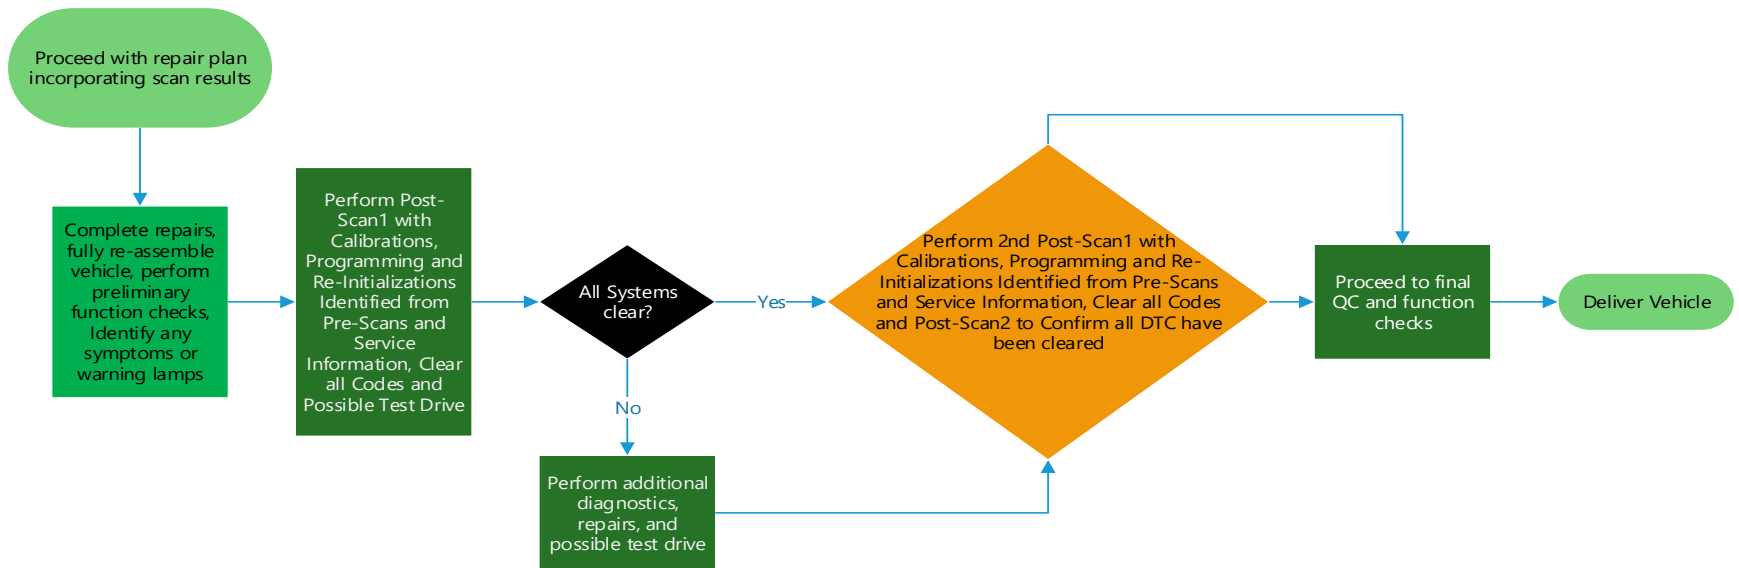 Proceed with repair plan
incorporating scan results
Complete repairs,
fully re-assemble
vehicle, perform
preliminary
function checks,
Identify any
symptoms or
warning lamps
Perform Post-
Scan1 with
Calibrations,
Programming and
Re-Initializations
Identified from
Pre-Scans and
Service
Information, Clear
all Codes and
Possible Test Drive
All Systems
clear?
Yes
No
Perform additional
diagnostics,
repairs, and
possible test drive
Perform 2nd Post-Scan1 with
Calibrations, Programming and Re-
Initializations Identified from Pre-Scans
and Service Information, Clear all Codes
and Post-Scan2 to Confirm all DTC have
been cleared
Proceed to final
QC and function
checks
Deliver Vehicle